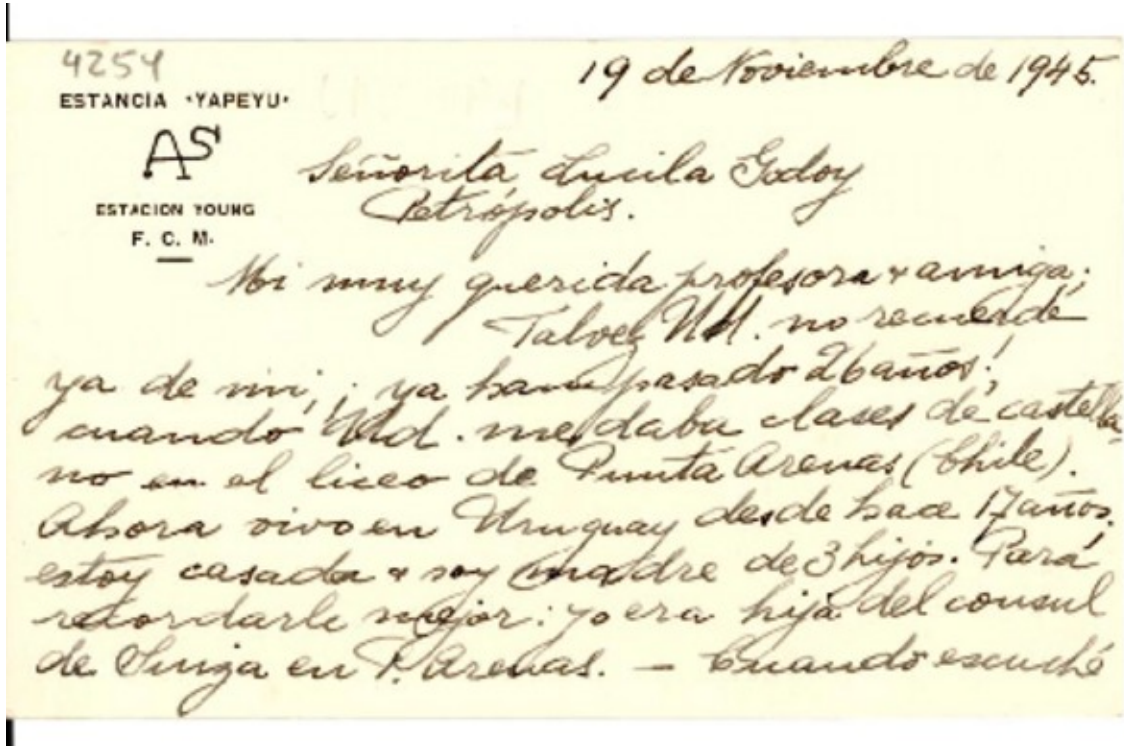 4254
19 de Noviembre de 1945.
ESTANCIA "YAPEYU"
AS
ESTACION YOUNG
F. C. M.
Señorita Lucila Godoy
Petrópolis.
Mi muy querida profesora & amiga:
Talvez Ud. no recuerde
ya de mi, ¡ya han pasado 26 años!
cuando Ud. me daba clases de castella-
no en el liceo de Punta Arenas (Chile).
Ahora vivo en Uruguay desde hace 17 años,
estoy casada & soy madre de 3 hijos. Para
recordarle mejor: yo era hija del consul
de Suiza en P. Arenas. — Cuando escuché